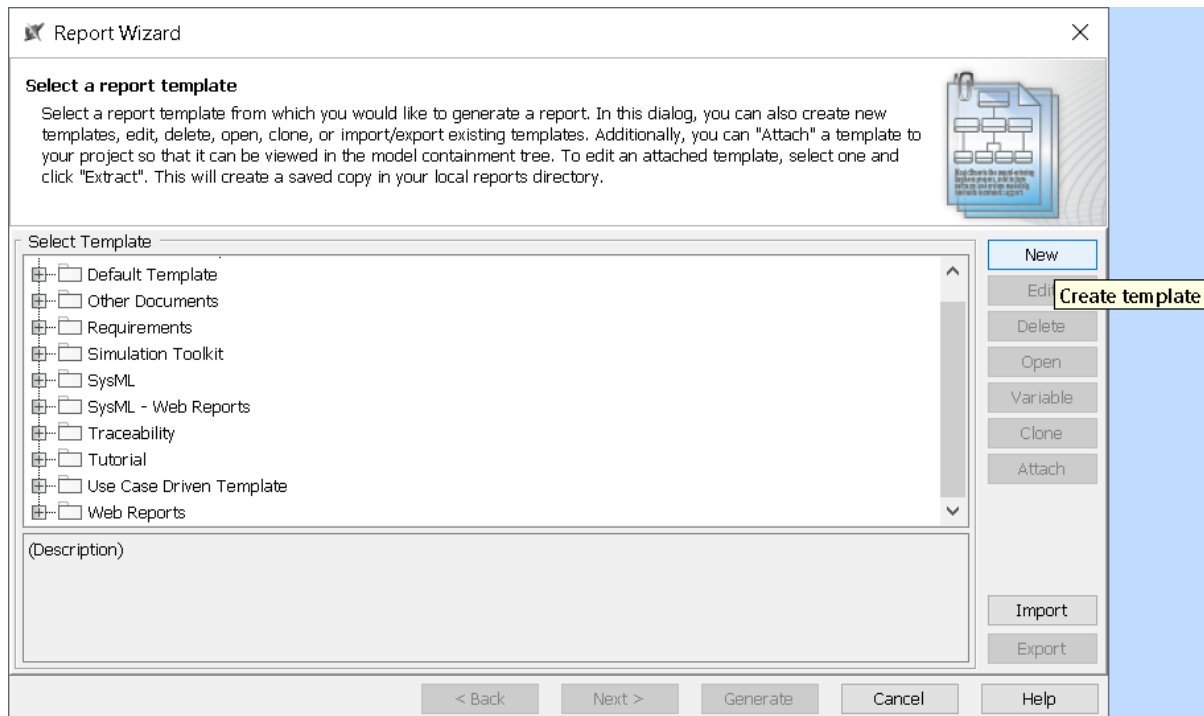 Report Wizard
Select a report template
Select a report template from which you would like to generate a report. In this dialog, you can also create new
templates, edit, delete, open, clone, or import/export existing templates. Additionally, you can "Attach" a template to
your project so that it can be viewed in the model containment tree. To edit an attached template, select one and
click "Extract". This will create a saved copy in your local reports directory.
Select Template
Default Template
Other Documents
Requirements
Simulation Toolkit
SysML
SysML - Web Reports
Traceability
Tutorial
Use Case Driven Template
Web Reports
(Description)
New
Create template
Delete
Open
Variable
Clone
Attach
Import
Export
< Back
Next >
Generate
Cancel
Help